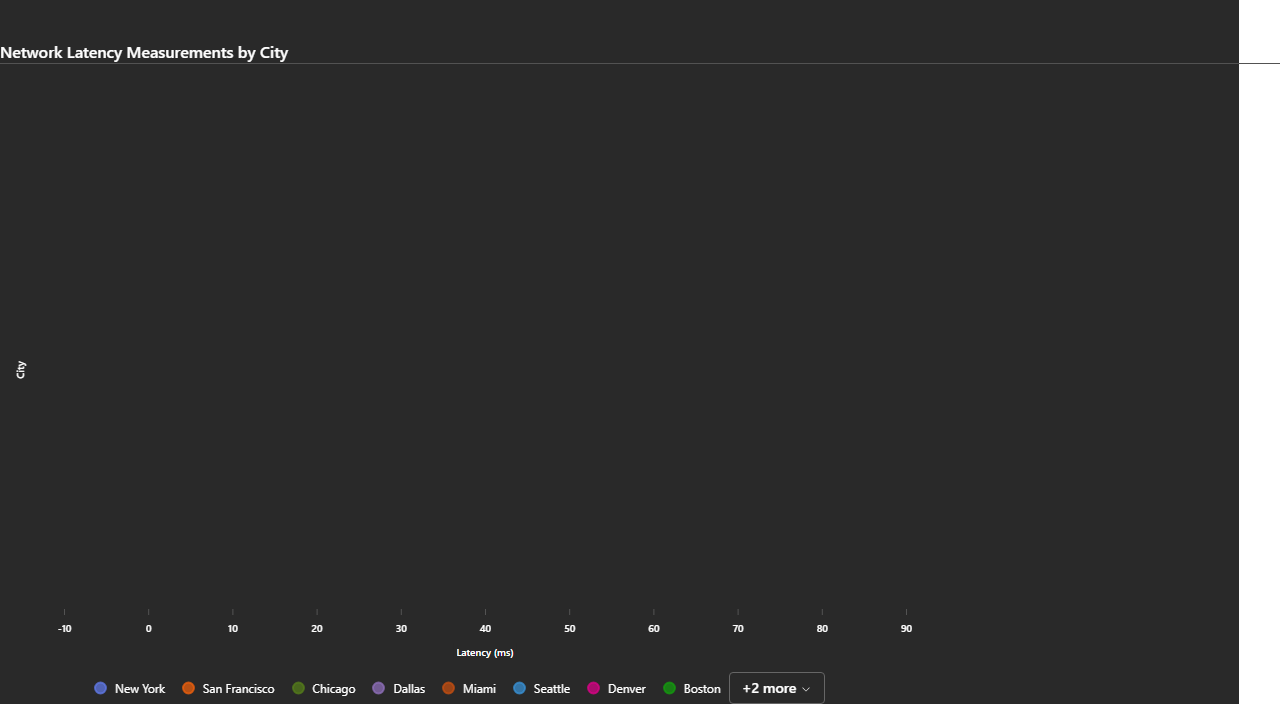 Network Latency Measurements by City
City
-10 0 10 20 30 40 50 60 70 80 90
Latency (ms)
New York San Francisco Chicago Dallas Miami Seattle Denver Boston +2 more